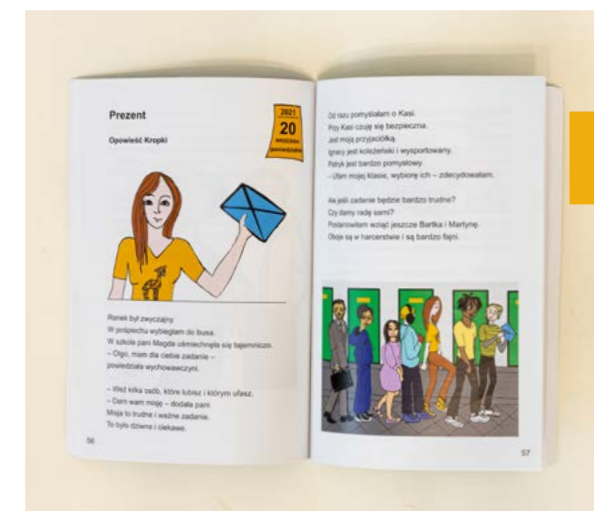 Prezent
Opowieść Kropki
2021
20
września
poniedziałek
Ranek był zwyczajny.
W pośpiechu wybiegłam do busa.
W szkole pani Magda uśmiechnęła się tajemniczo.
– Olgo, mam dla ciebie zadanie –
powiedziała wychowawczyni.
– Weź kilka osób, które lubisz i którym ufasz.
– Dam wam misję – dodała pani.
Misja to trudne i ważne zadanie.
To było dziwne i ciekawe.
56
Od razu pomyślałam o Kasi.
Przy Kasi czuję się bezpieczna.
Jest moją przyjaciółką.
Ignacy jest koleżeński i wysportowany.
Patryk jest bardzo pomysłowy.
– Ufam mojej klasie, wybiorę ich – zdecydowałam.
Ale jeśli zadanie będzie bardzo trudne?
Czy damy radę sami?
Postanowiłam wziąć jeszcze Bartka i Martynę.
Oboje są w harcerstwie i są bardzo fajni.
57